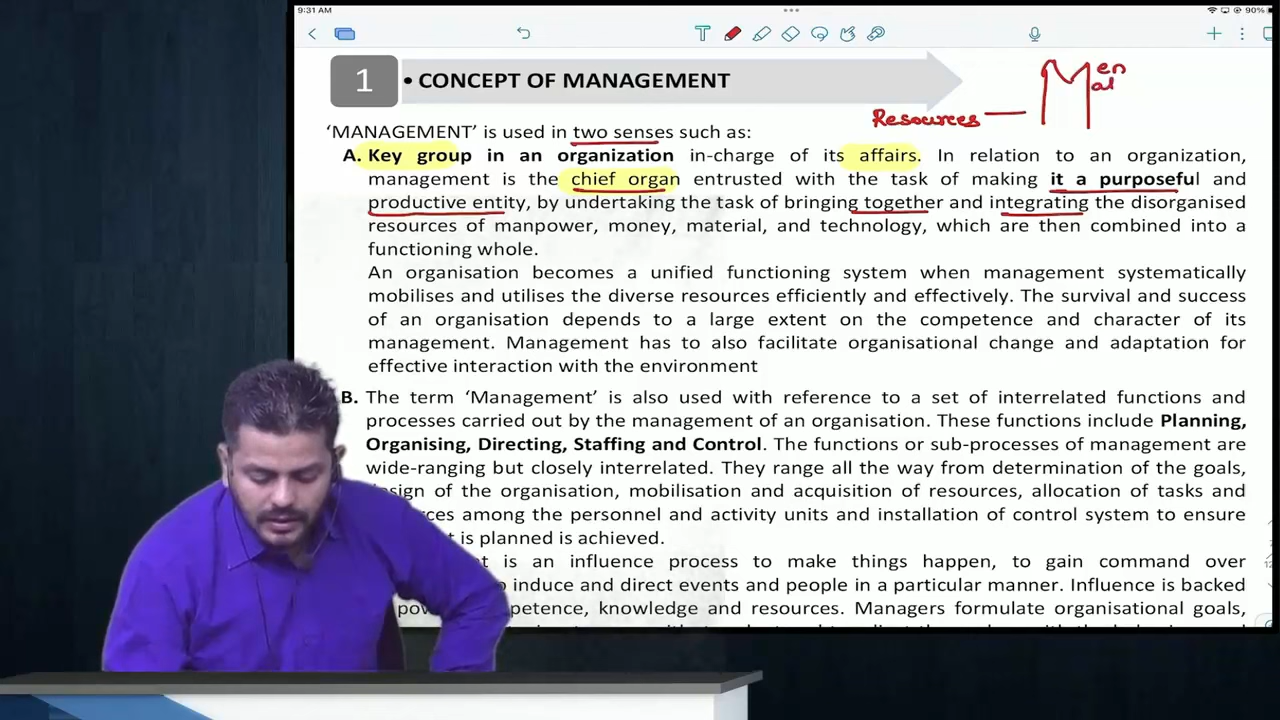 9:31 AM
90%
1
• CONCEPT OF MANAGEMENT
M en
al
Resources —
‘MANAGEMENT’ is used in two senses such as:
A. Key group in an organization in-charge of its affairs. In relation to an organization,
management is the chief organ entrusted with the task of making it a purposeful and
productive entity, by undertaking the task of bringing together and integrating the disorganised
resources of manpower, money, material, and technology, which are then combined into a
functioning whole.
An organisation becomes a unified functioning system when management systematically
mobilises and utilises the diverse resources efficiently and effectively. The survival and success
of an organisation depends to a large extent on the competence and character of its
management. Management has to also facilitate organisational change and adaptation for
effective interaction with the environment
B. The term ‘Management’ is also used with reference to a set of interrelated functions and
processes carried out by the management of an organisation. These functions include Planning,
Organising, Directing, Staffing and Control. The functions or sub-processes of management are
wide-ranging but closely interrelated. They range all the way from determination of the goals,
of the organisation, mobilisation and acquisition of resources, allocation of tasks and
among the personnel and activity units and installation of control system to ensure
is planned is achieved.
is an influence process to make things happen, to gain command over
induce and direct events and people in a particular manner. Influence is backed
knowledge and resources. Managers formulate organisational goals,